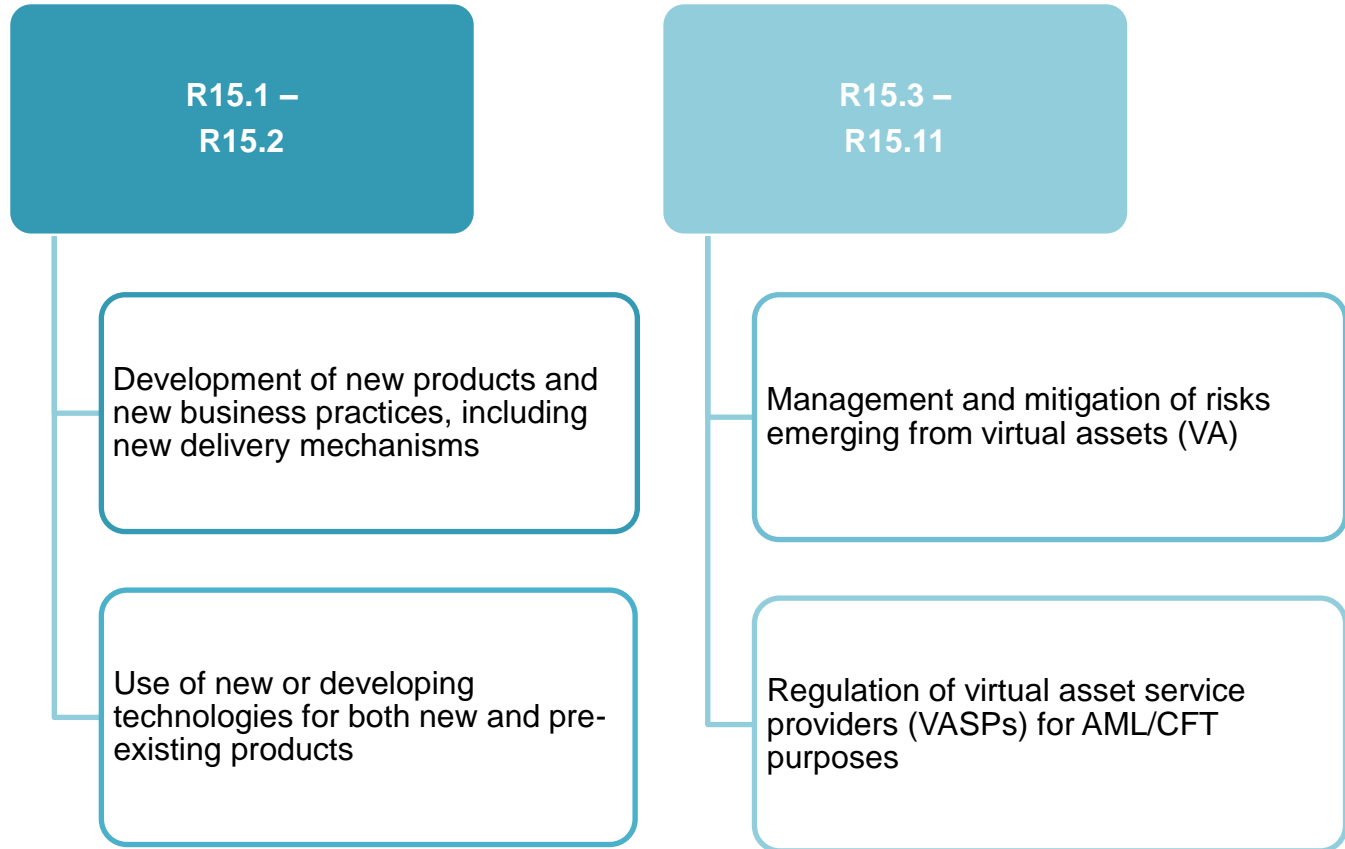 R15.1 –
R15.2
Development of new products and
new business practices, including
new delivery mechanisms
Use of new or developing
technologies for both new and pre-
existing products
R15.3 –
R15.11
Management and mitigation of risks
emerging from virtual assets (VA)
Regulation of virtual asset service
providers (VASPs) for AML/CFT
purposes